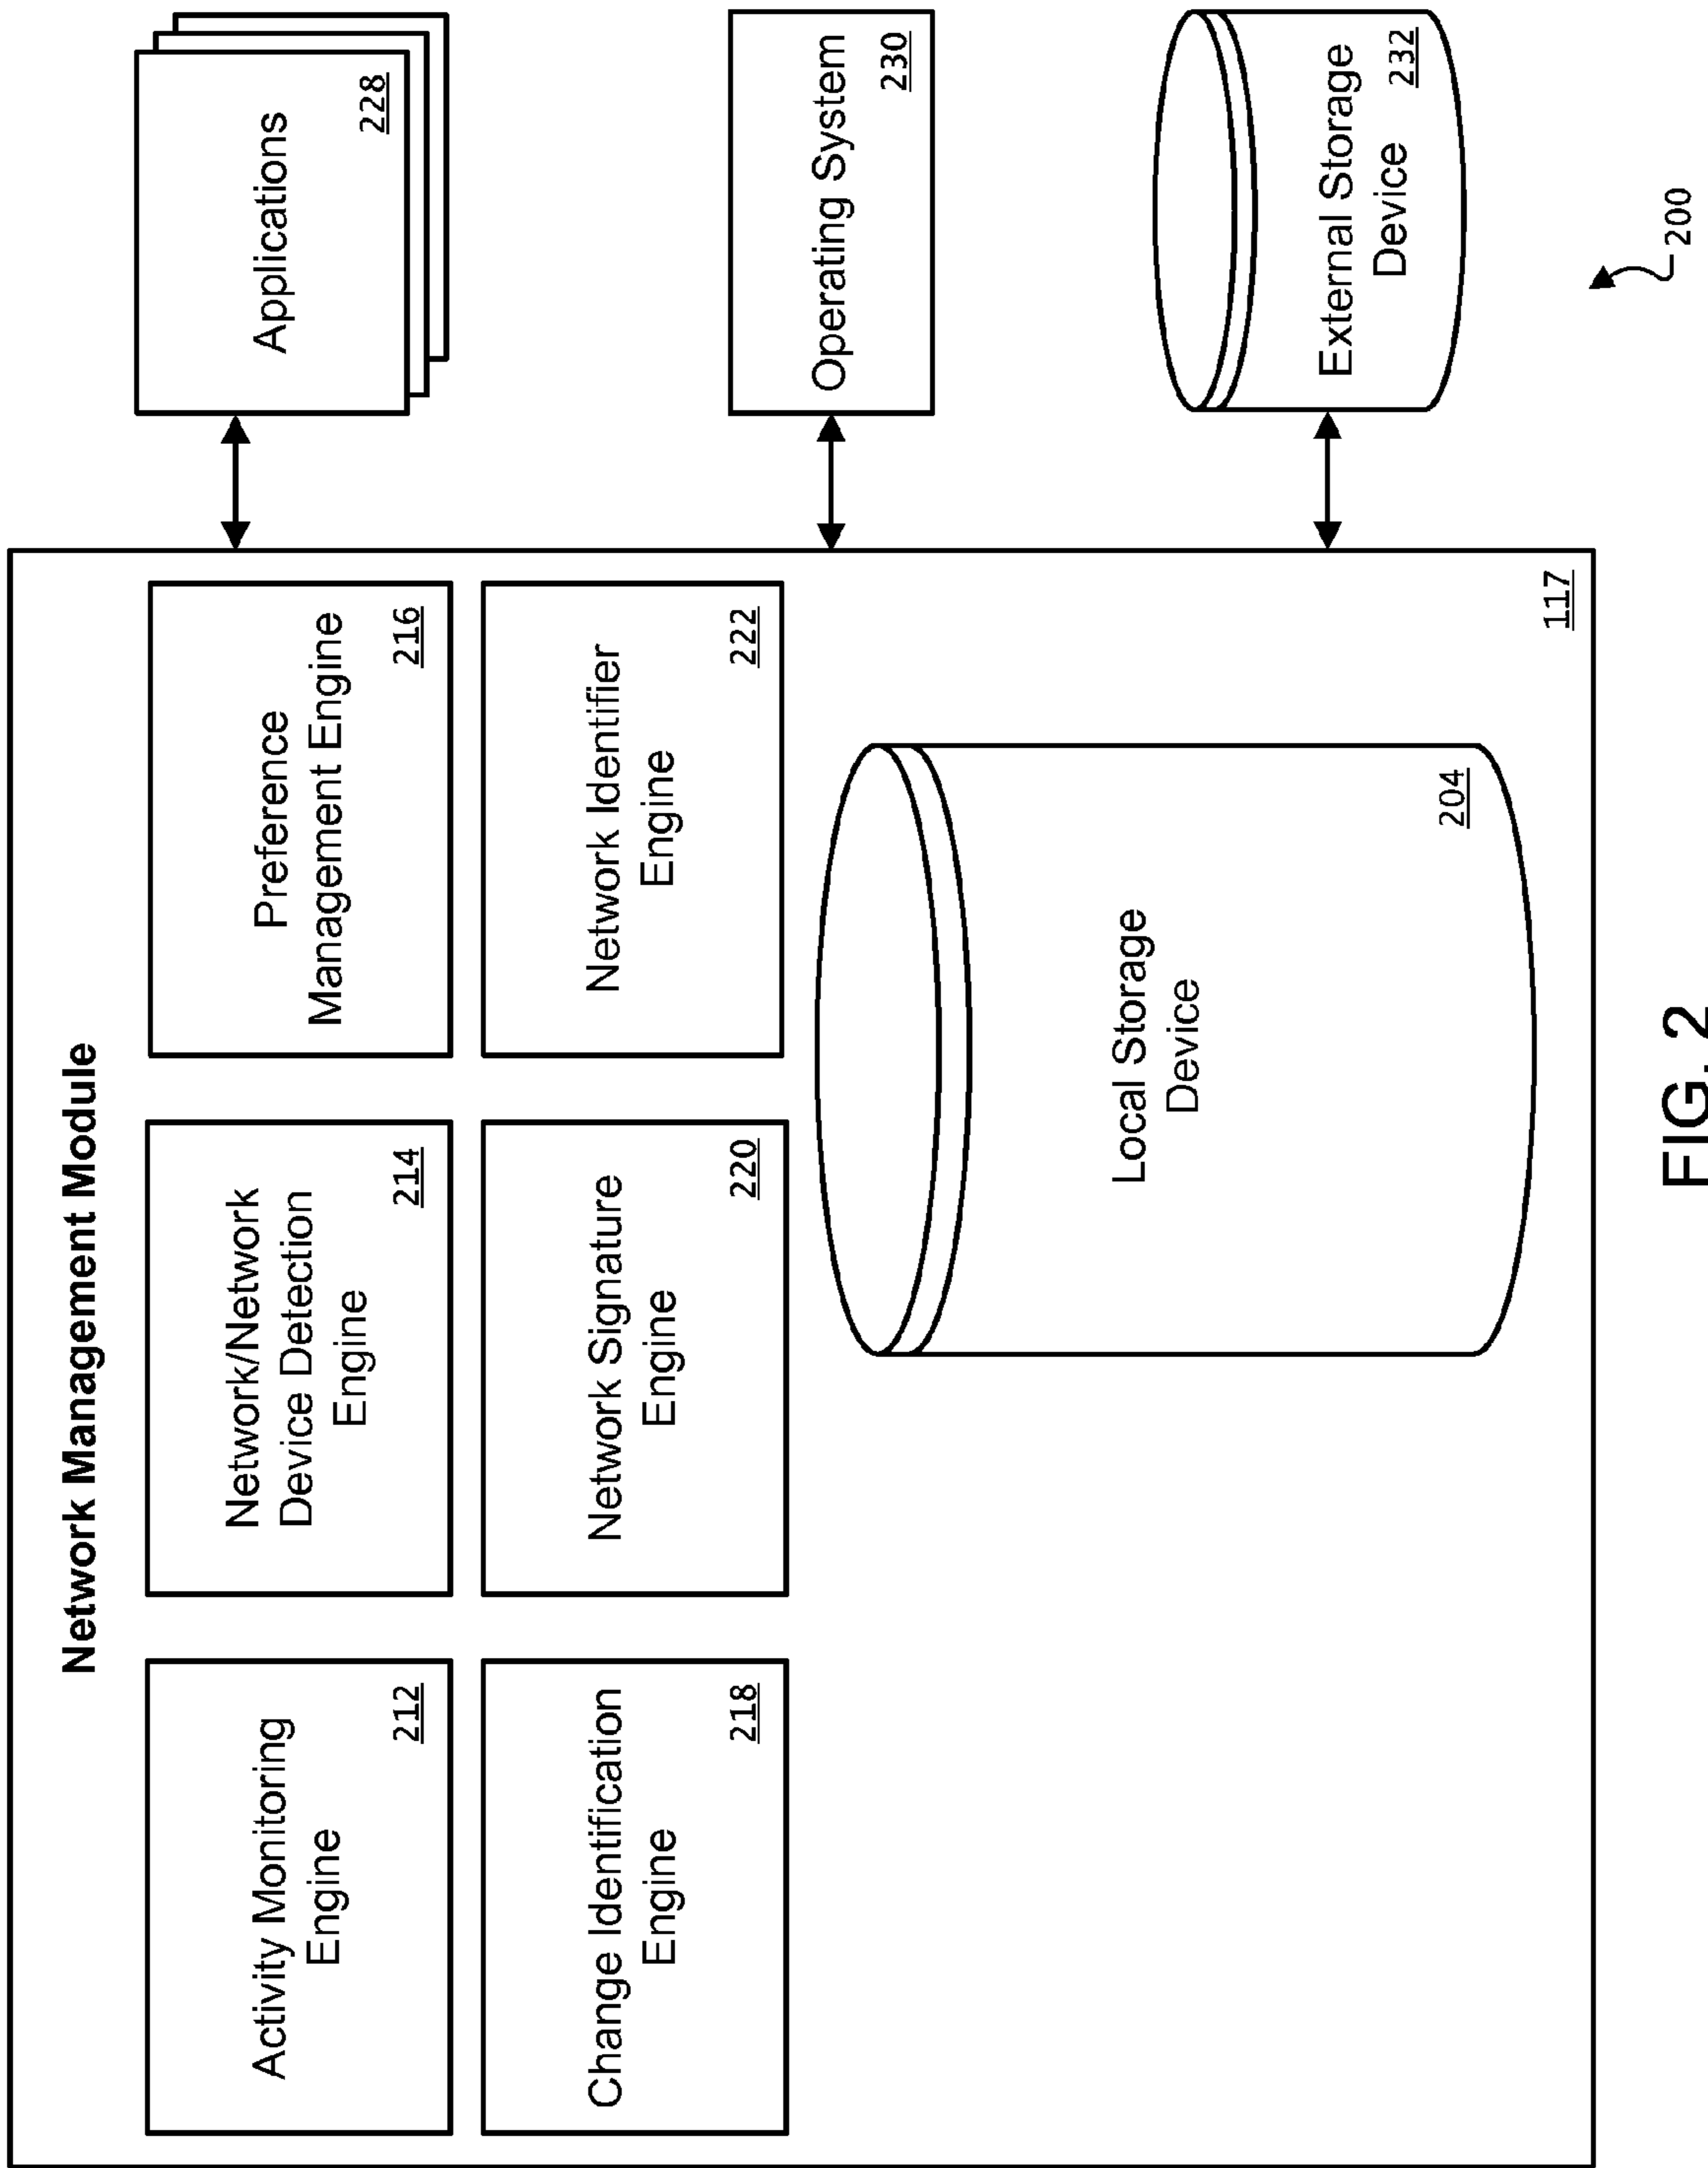 Network Management Module
Activity Monitoring
Engine
212
Network/Network
Device Detection
Engine
214
Preference
Management Engine
216
Change Identification
Engine
218
Network Signature
Engine
220
Network Identifier
Engine
222
Local Storage
Device
204
117
Applications
228
Operating System
230
External Storage
Device
232
200
FIG. 2